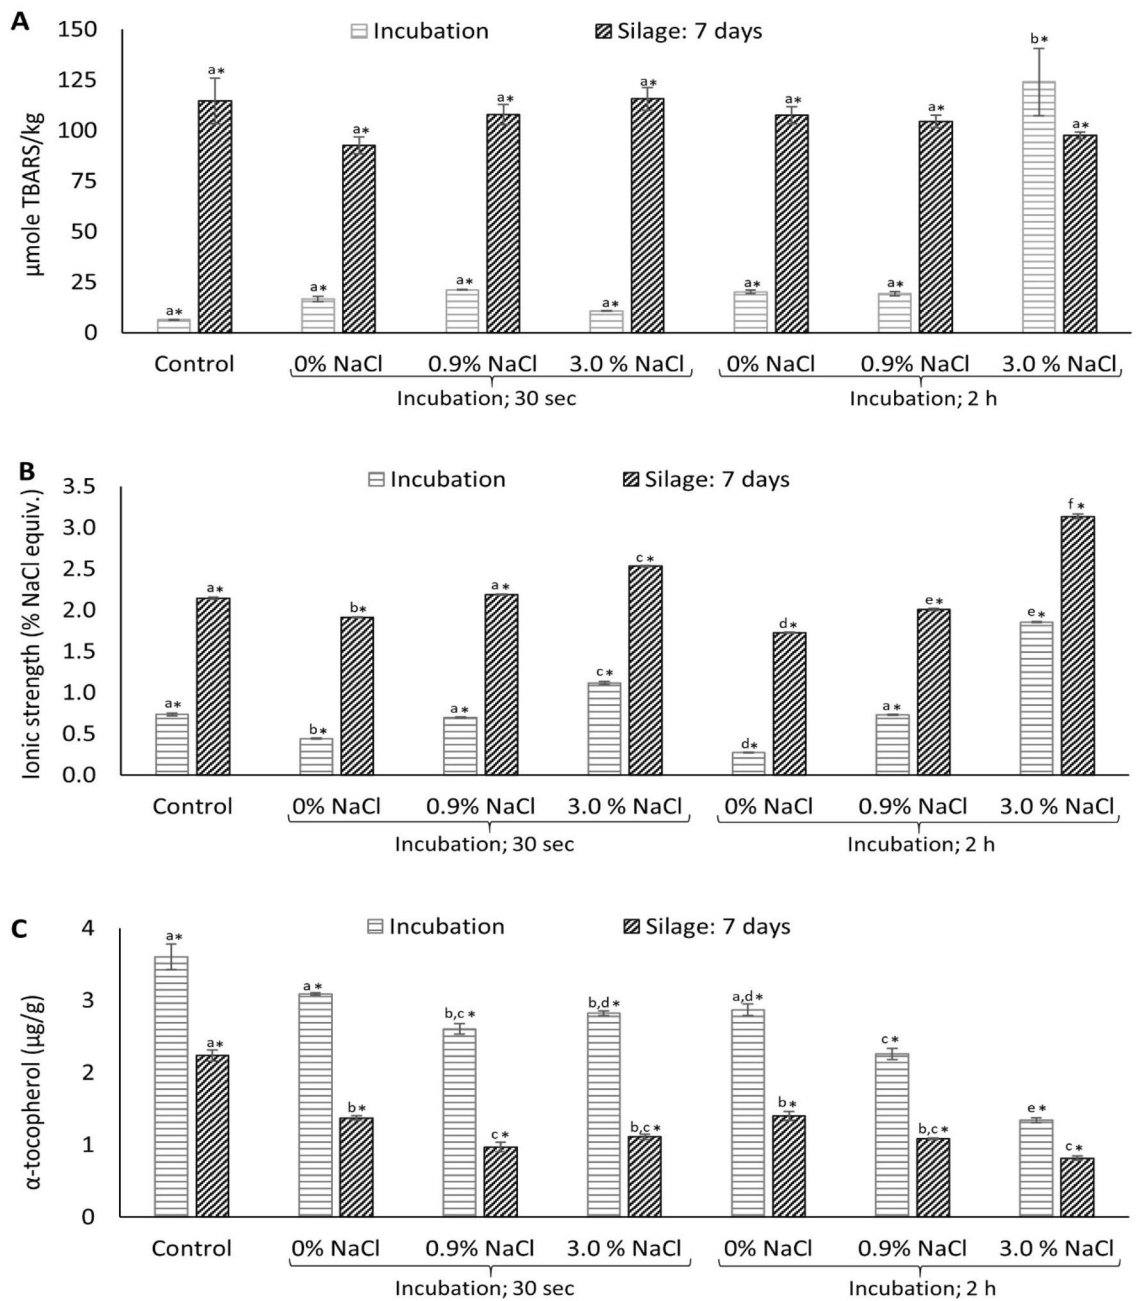 A
150
125
100
75
50
25
0
µmole TBARS/kg
Incubation Silage: 7 days
a* a* a* a* a* a* a* a* a* a* a* a* b* a*
Control 0% NaCl 0.9% NaCl 3.0 % NaCl 0% NaCl 0.9% NaCl 3.0 % NaCl
Incubation; 30 sec Incubation; 2 h
B
3.5
3.0
2.5
2.0
1.5
1.0
0.5
0.0
Ionic strength (% NaCl equiv.)
Incubation Silage: 7 days
a* a* b* b* a* a* c* c* d* d* a* e* e* f*
Control 0% NaCl 0.9% NaCl 3.0 % NaCl 0% NaCl 0.9% NaCl 3.0 % NaCl
Incubation; 30 sec Incubation; 2 h
C
4
3
2
1
0
α-tocopherol (µg/g)
Incubation Silage: 7 days
a* a* a* b* b,c* c* b,d* b,c* a,d* b* c* b,c* e* c*
Control 0% NaCl 0.9% NaCl 3.0 % NaCl 0% NaCl 0.9% NaCl 3.0 % NaCl
Incubation; 30 sec Incubation; 2 h